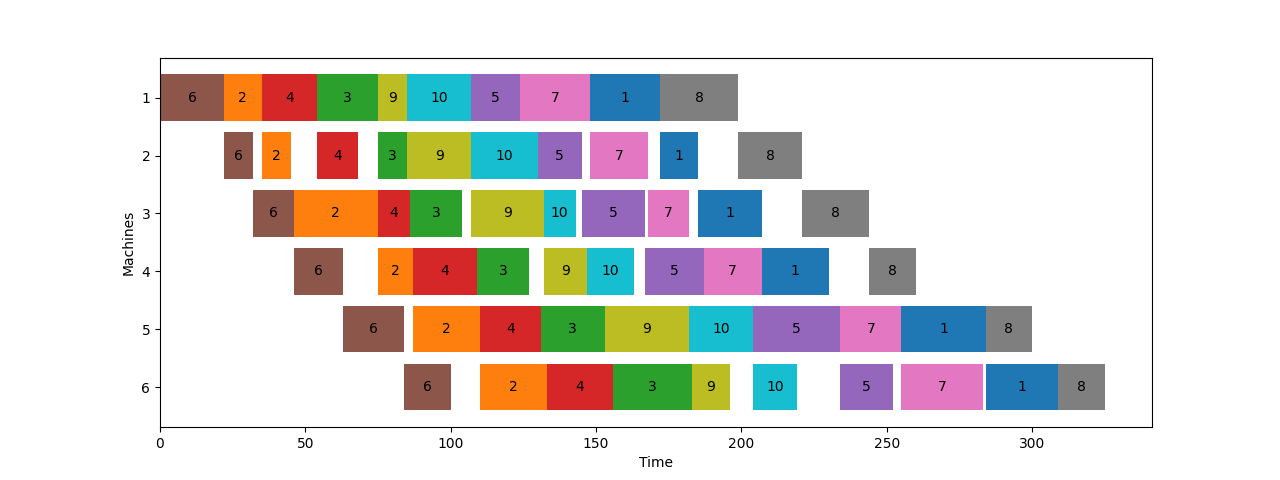 1 6 2 4 3 9 10 5 7 1 8
2 6 2 4 3 9 10 5 7 1 8
3 6 2 4 3 9 10 5 7 1 8
4 6 2 4 3 9 10 5 7 1 8
5 6 2 4 3 9 10 5 7 1 8
6 6 2 4 3 9 10 5 7 1 8
Machines
0 50 100 150 200 250 300
Time